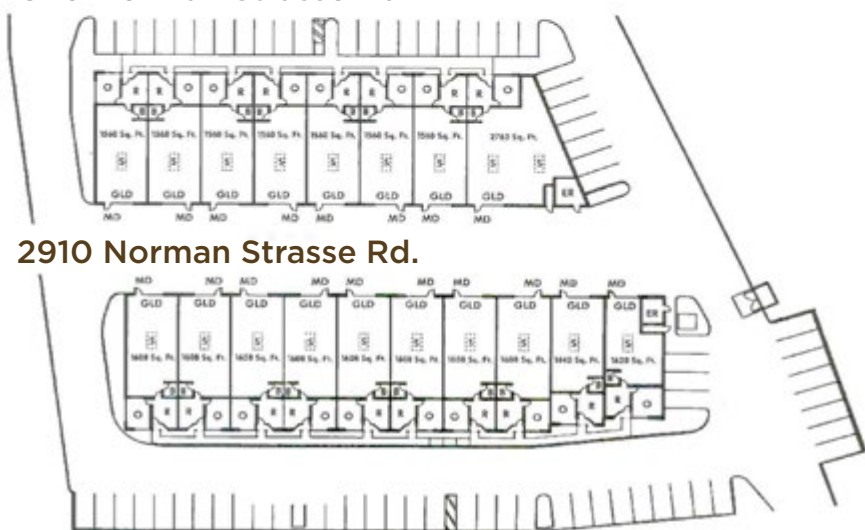 O R R O O R R O O R R O O R R O
B B B B B B B B
1560 Sq. Ft. 1560 Sq. Ft. 1560 Sq. Ft. 1560 Sq. Ft. 1560 Sq. Ft. 1560 Sq. Ft. 1560 Sq. Ft. 2763 Sq. Ft.
GLD GLD GLD GLD GLD GLD GLD GLD ER
MD MD MD MD MD MD MD MD
2910 Norman Strasse Rd.
MD MD MD MD MD MD MD MD MD MD
GLD GLD GLD GLD GLD GLD GLD GLD GLD GLD ER
1608 Sq. Ft. 1608 Sq. Ft. 1608 Sq. Ft. 1608 Sq. Ft. 1608 Sq. Ft. 1608 Sq. Ft. 1608 Sq. Ft. 1608 Sq. Ft. Sq. Ft. 1608 Sq. Ft.
B B B B B B B B B B
O R R O O R R O O R R O O R R O O R R O